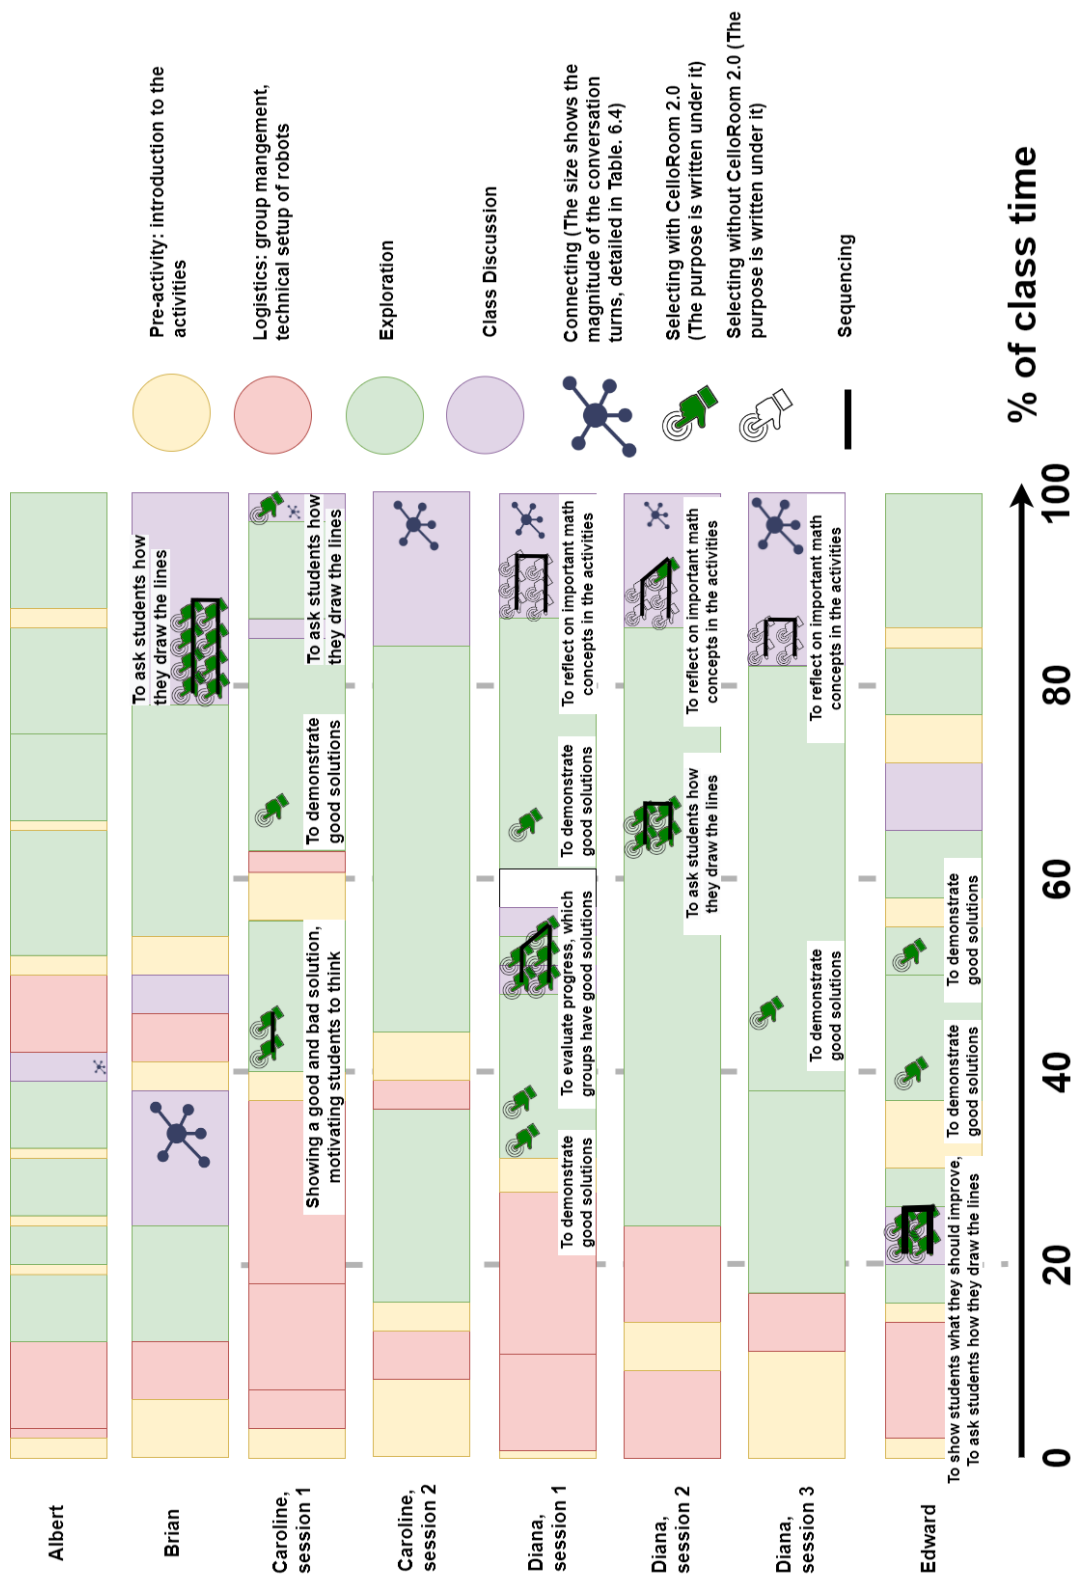 Pre-activity: introduction to the
activities
Logistics: group mangement,
technical setup of robots
Exploration
Class Discussion
Connecting (The size shows the
magnitude of the conversation
turns, detailed in Table. 6.4)
Selecting with CelloRoom 2.0
(The purpose is written under it)
Selecting without CelloRoom 2.0 (The
purpose is written under it)
Sequencing
Albert
Brian
To ask students how
they draw the lines
Caroline,
session 1
Showing a good and bad solution,
motivating students to think
To demonstrate
good solutions
To ask students how
they draw the lines
Caroline,
session 2
Diana,
session 1
To demonstrate
good solutions
To evaluate progress, which
groups have good solutions
To demonstrate
good solutions
To reflect on important math
concepts in the activities
Diana,
session 2
To ask students how
they draw the lines
To reflect on important math
concepts in the activities
Diana,
session 3
To demonstrate
good solutions
To reflect on important math
concepts in the activities
Edward
To show students what they should improve,
To ask students how they draw the lines
To demonstrate
good solutions
To demonstrate
good solutions
0 20 40 60 80 100
% of class time